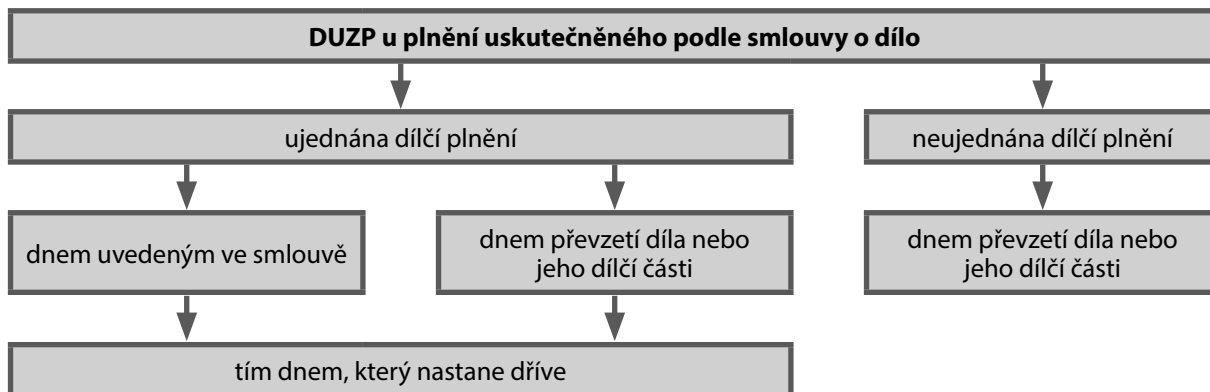 DUZP u plnění uskutečněného podle smlouvy o dílo
ujednána dílčí plnění
neujednána dílčí plnění
dnem uvedeným ve smlouvě
dnem převzetí díla nebo
jeho dílčí části
dnem převzetí díla nebo
jeho dílčí části
tím dnem, který nastane dříve